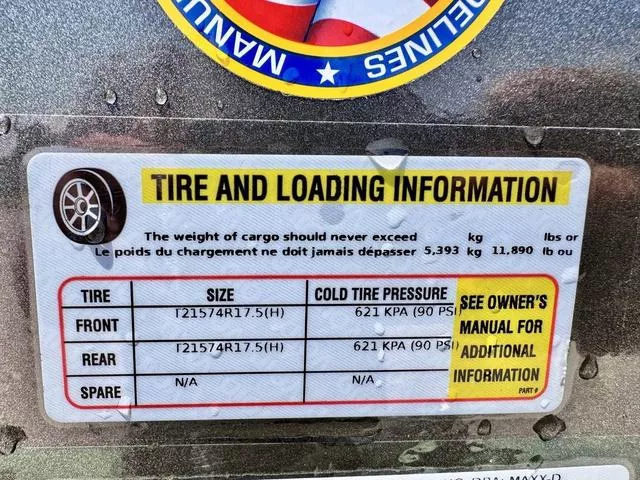 MANU
DELINES
TIRE AND LOADING INFORMATION
The weight of cargo should never exceed kg lbs or
Le poids du chargement ne doit jamais dépasser 5,393 kg 11,890 lb ou
TIRE SIZE COLD TIRE PRESSURE SEE OWNER'S MANUAL FOR ADDITIONAL INFORMATION
FRONT T21574R17.5(H) 621 KPA (90 PSI)
REAR T21574R17.5(H) 621 KPA (90 PSI)
SPARE N/A N/A
PART #
MAXX-D